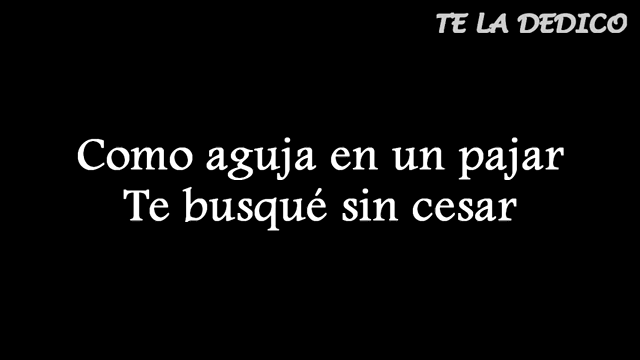 TE LA DEDICO
Como aguja en un pajar
Te busqué sin cesar